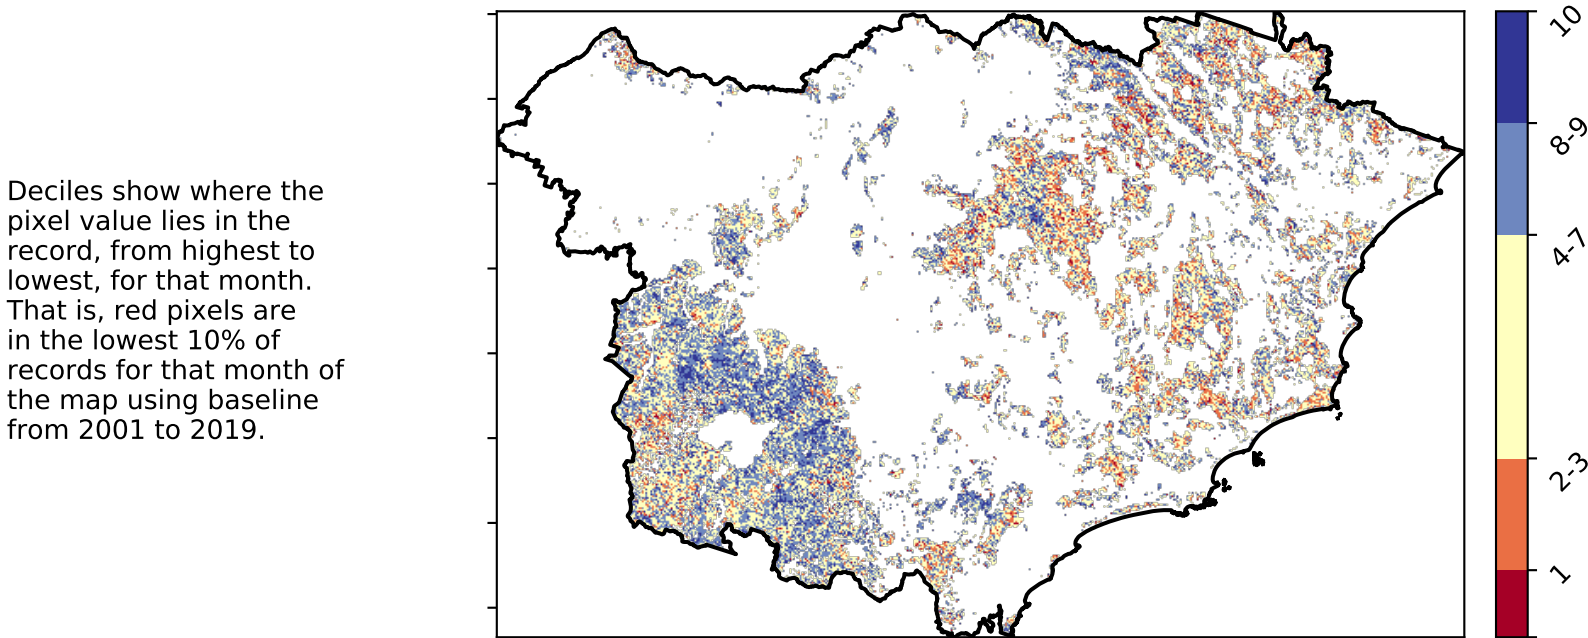 Deciles show where the
pixel value lies in the
record, from highest to
lowest, for that month.
That is, red pixels are
in the lowest 10% of
records for that month of
the map using baseline
from 2001 to 2019.
10
8-9
4-7
2-3
1